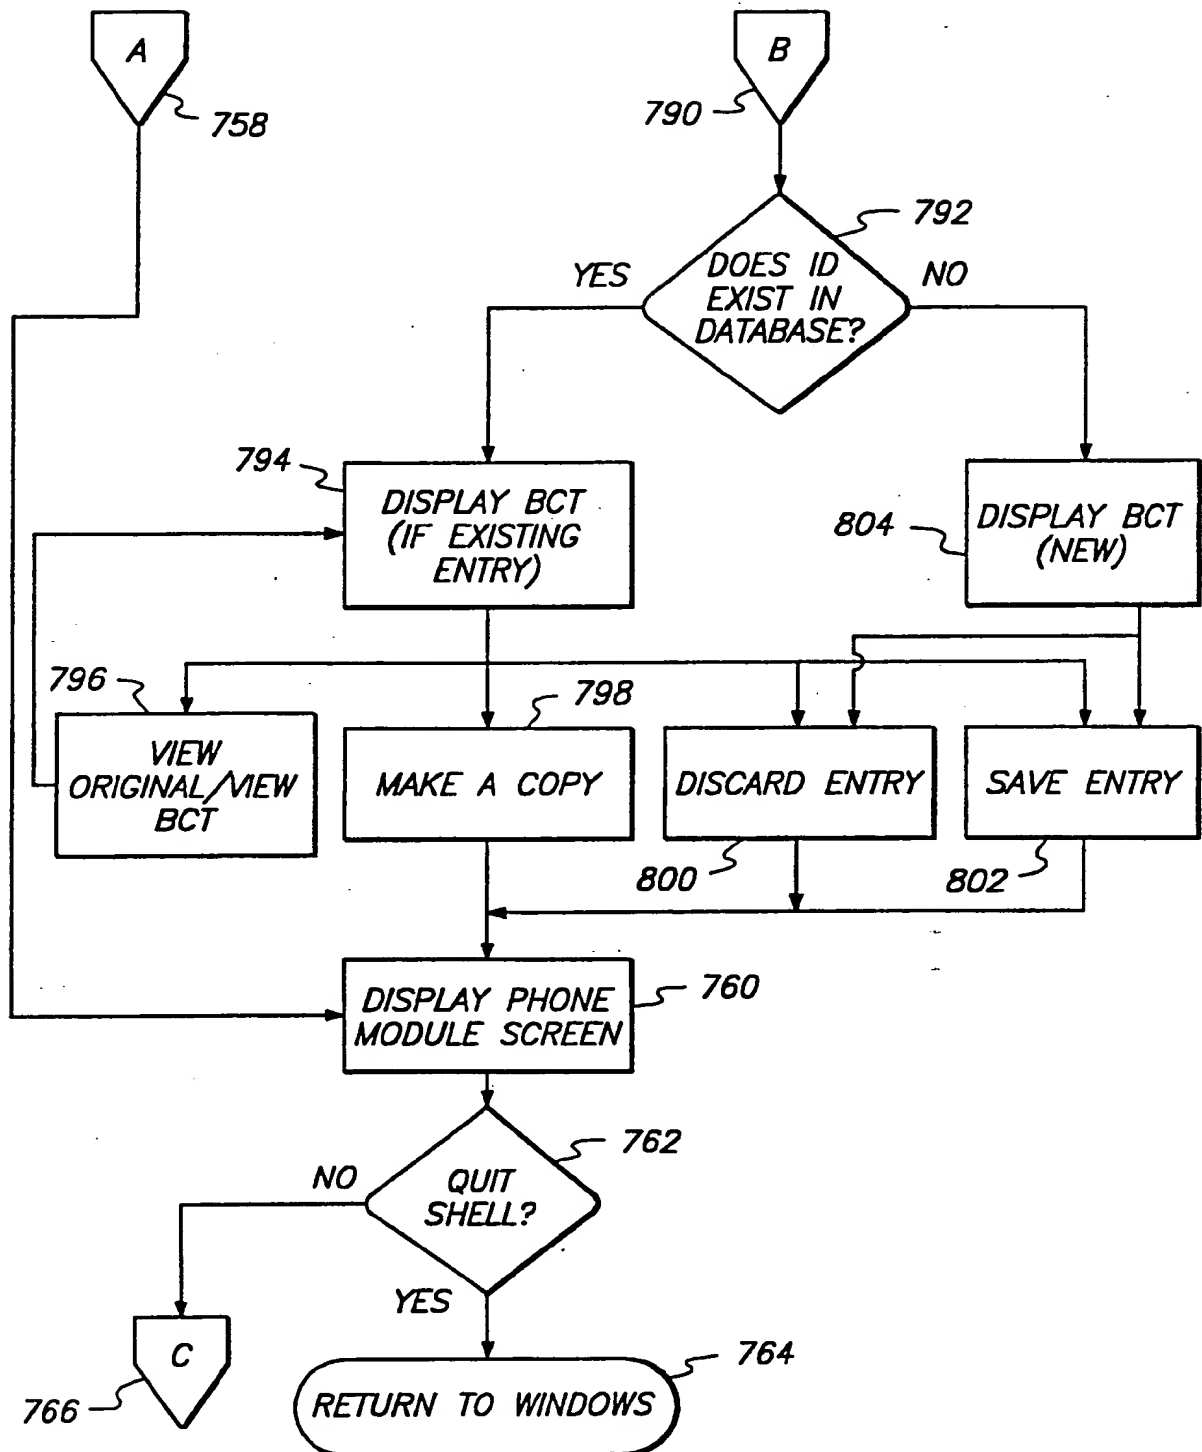 A
758
B
790
792
YES
DOES ID
EXIST IN
DATABASE?
NO
794
DISPLAY BCT
(IF EXISTING
ENTRY)
804
DISPLAY BCT
(NEW)
796
798
VIEW
ORIGINAL/VIEW
BCT
MAKE A COPY
DISCARD ENTRY
SAVE ENTRY
800
802
DISPLAY PHONE
MODULE SCREEN
760
762
NO
QUIT
SHELL?
YES
C
766
764
RETURN TO WINDOWS